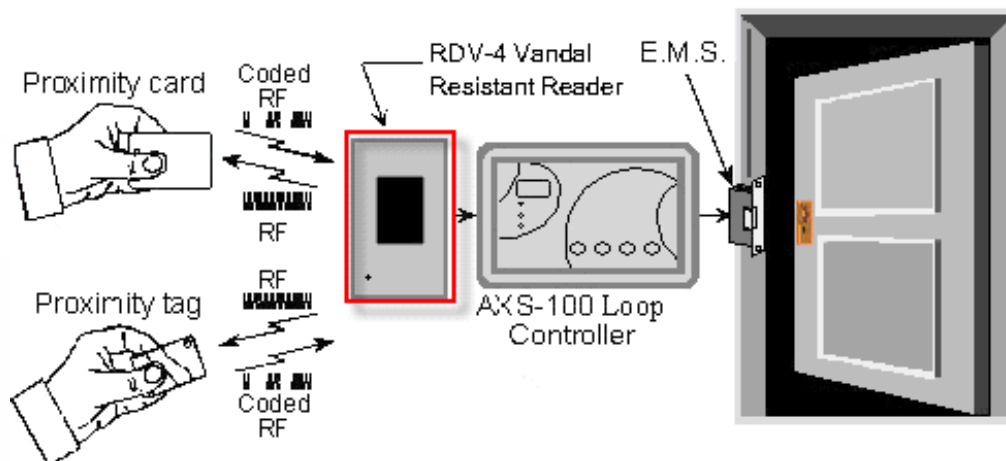 Proximity card
Coded
RF
RF
RDV-4 Vandal
Resistant Reader
E.M.S.
Proximity tag
RF
Coded
RF
AXS-100 Loop
Controller